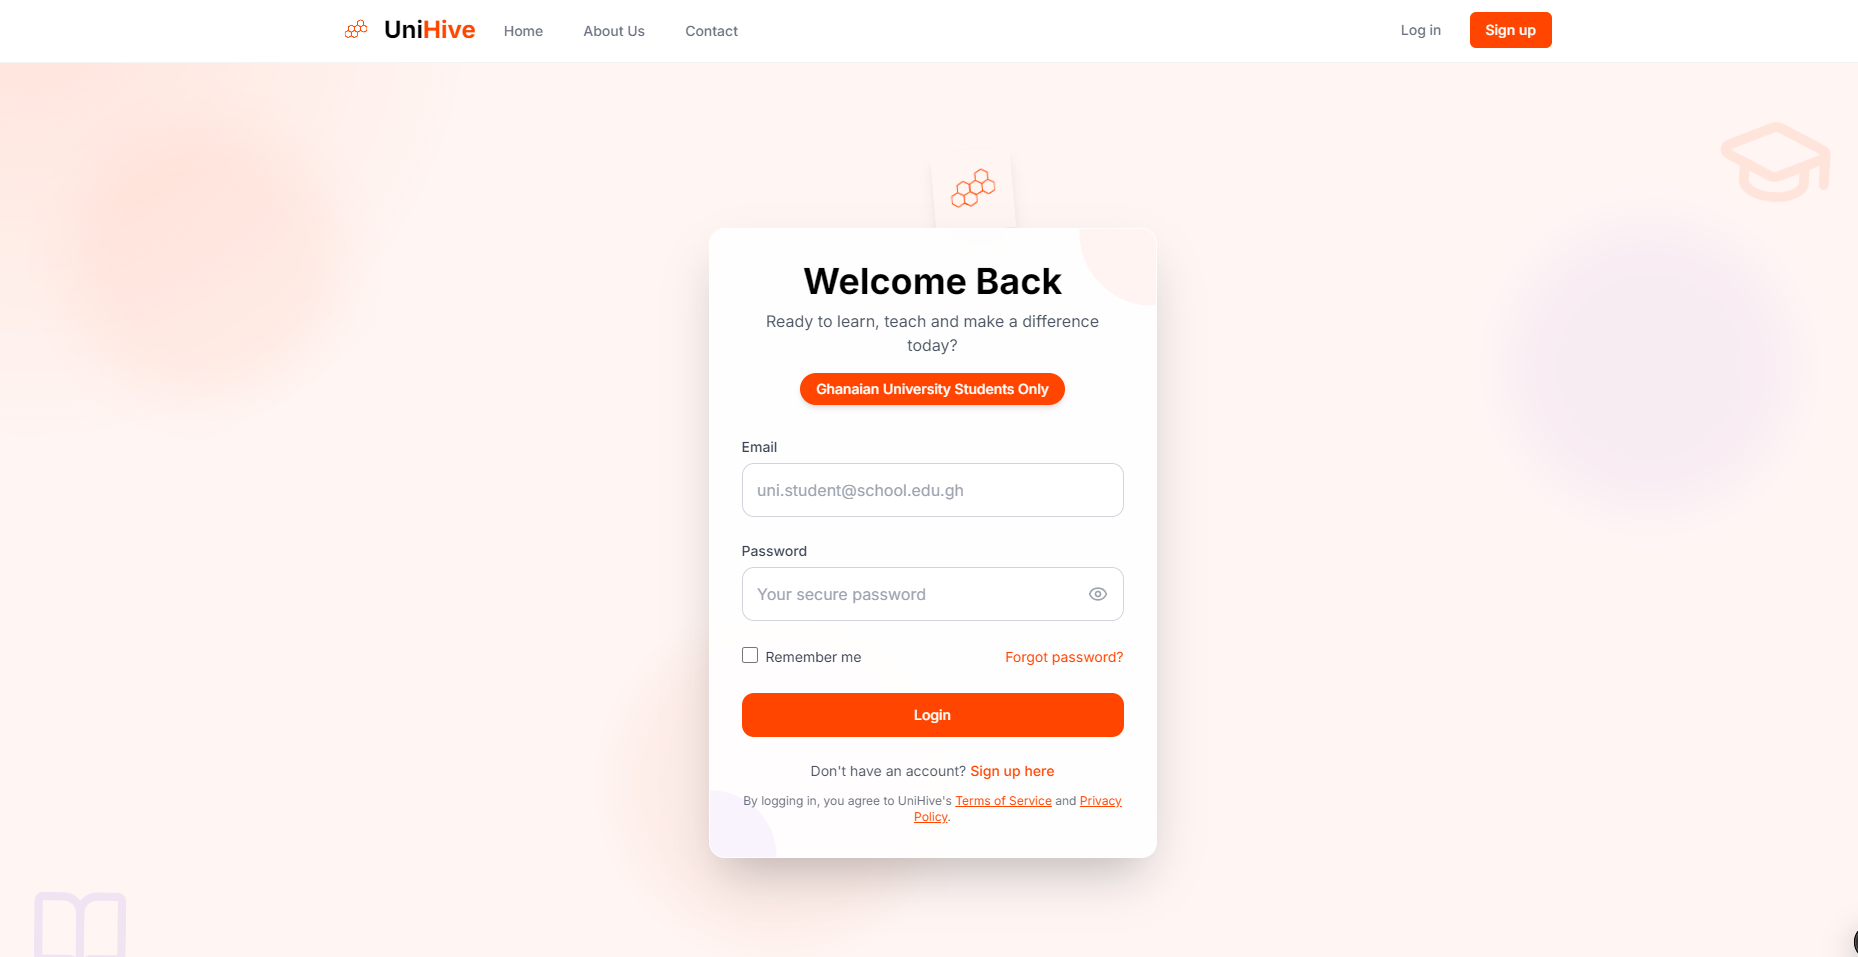 UniHive
Home
About Us
Contact
Log in
Sign up
Welcome Back
Ready to learn, teach and make a difference
today?
Ghanaian University Students Only
Email
uni.student@school.edu.gh
Password
Your secure password
Remember me
Forgot password?
Login
Don't have an account? Sign up here
By logging in, you agree to UniHive's Terms of Service and Privacy
Policy.